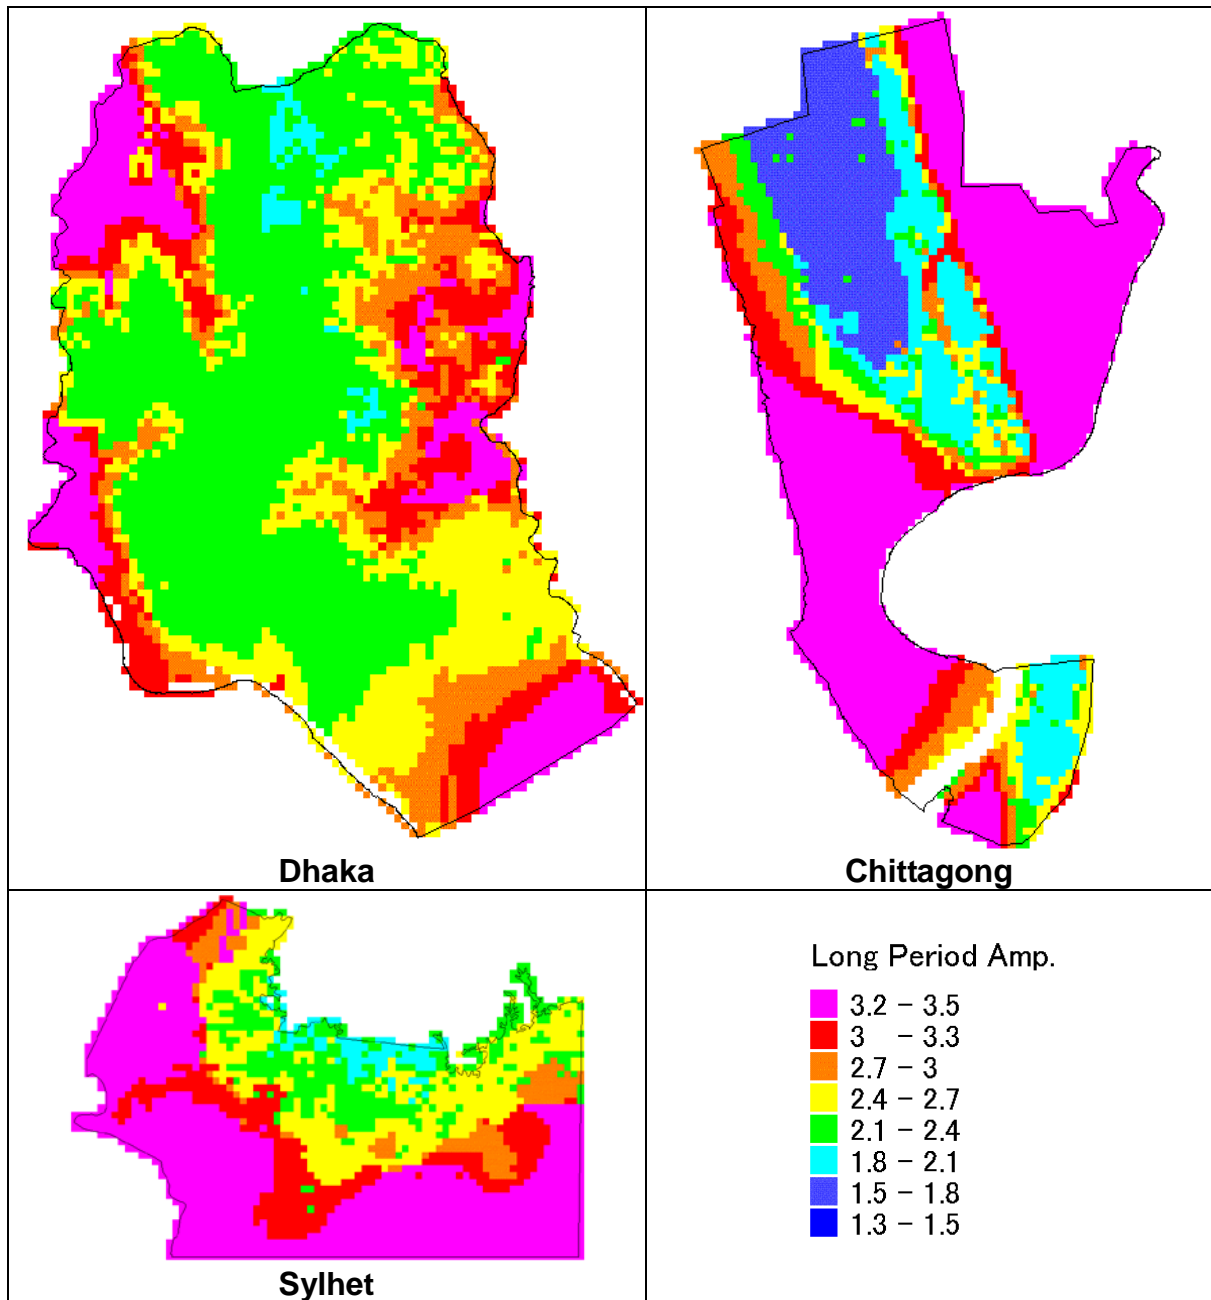 Dhaka
Chittagong
Sylhet
Long Period Amp.
3.2 – 3.5
3 – 3.3
2.7 – 3
2.4 – 2.7
2.1 – 2.4
1.8 – 2.1
1.5 – 1.8
1.3 – 1.5